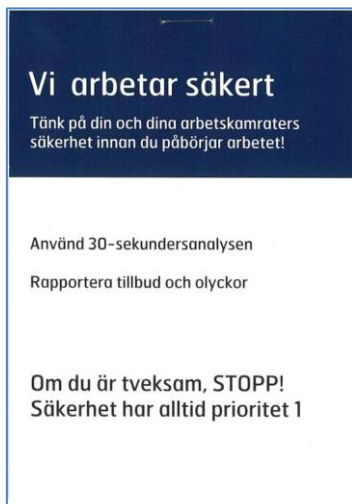 Vi arbetar säkert
Tänk på din och dina arbetskamraters
säkerhet innan du påbörjar arbetet!
Använd 30-sekundersanalysen
Rapportera tillbud och olyckor
Om du är tveksam, STOPP!
Säkerhet har alltid prioritet 1